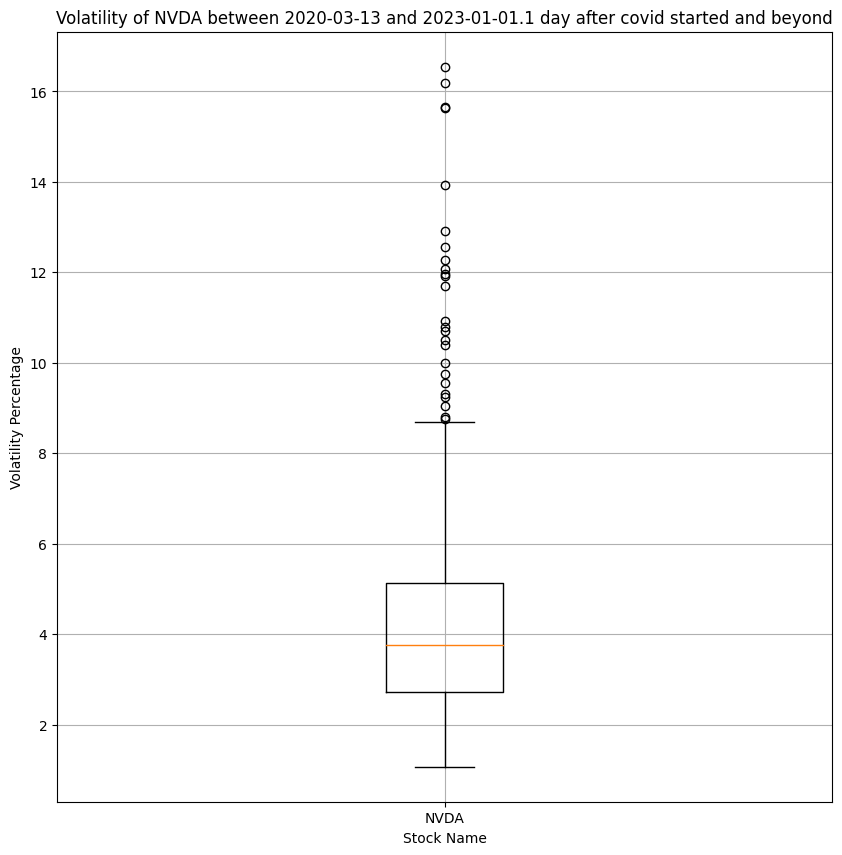 Volatility of NVDA between 2020-03-13 and 2023-01-01.1 day after covid started and beyond
16
14
12
10
8
6
4
2
Volatility Percentage
NVDA
Stock Name